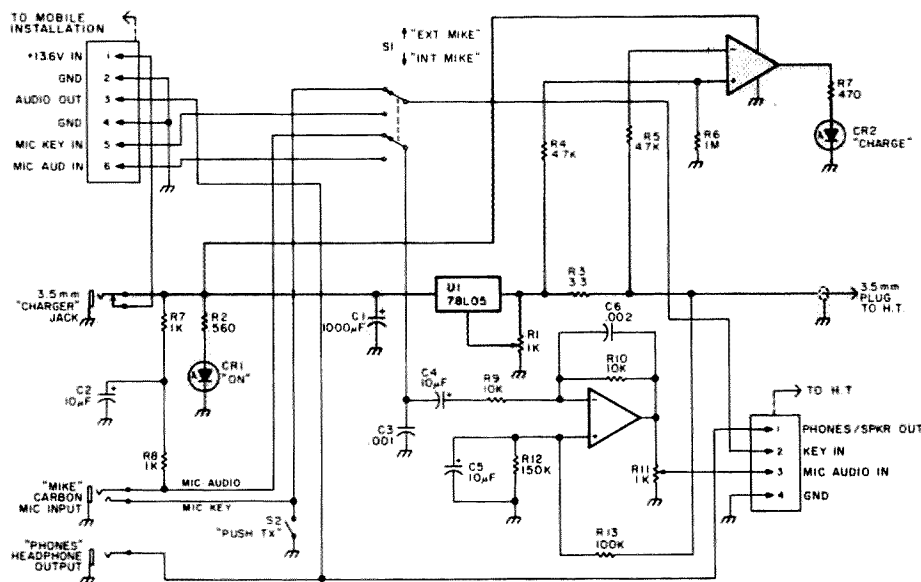 TO MOBILE
INSTALLATION
+13.6V IN
1
GND
2
AUDIO OUT
3
GND
4
MIC KEY IN
5
MIC AUD IN
6
S1
"EXT MIKE"
"INT MIKE"
R4
47K
R5
47K
R6
1M
R7
470
CR2
"CHARGE"
3.5mm
"CHARGER"
JACK
R7
1K
R2
560
C1
1000µF
U1
78L05
R3
3.3
R1
1K
3.5mm
PLUG
TO H.T.
CR1
"ON"
C2
10µF
C6
.002
R10
10K
C4
10µF
R9
10K
C3
.001
R8
1K
C5
10µF
R12
150K
R11
1K
R13
100K
TO H.T
1
PHONES/SPKR OUT
2
KEY IN
3
MIC AUDIO IN
4
GND
"MIKE"
CARBON
MIC INPUT
MIC AUDIO
MIC KEY
S2
"PUSH TX"
"PHONES"
HEADPHONE
OUTPUT